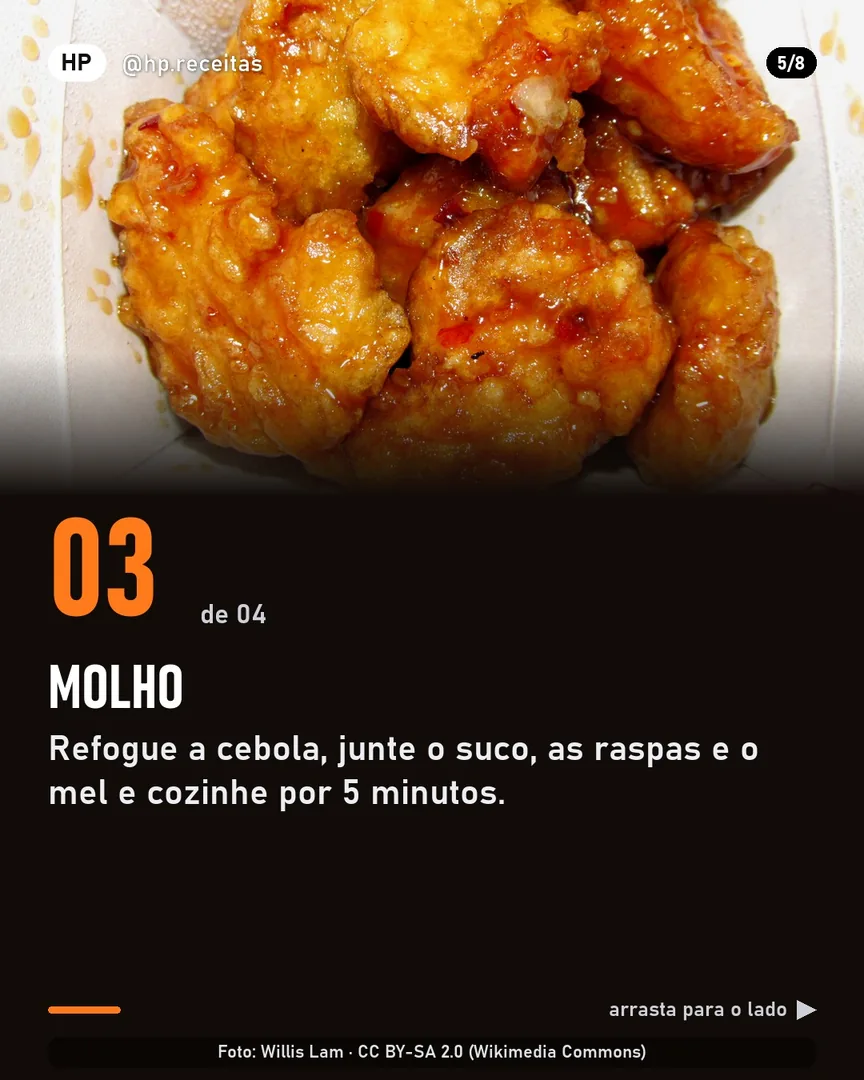 HP @hp.receitas 5/8
03 de 04
MOLHO
Refogue a cebola, junte o suco, as raspas e o
mel e cozinhe por 5 minutos.
arrasta para o lado ▶
Foto: Willis Lam · CC BY-SA 2.0 (Wikimedia Commons)